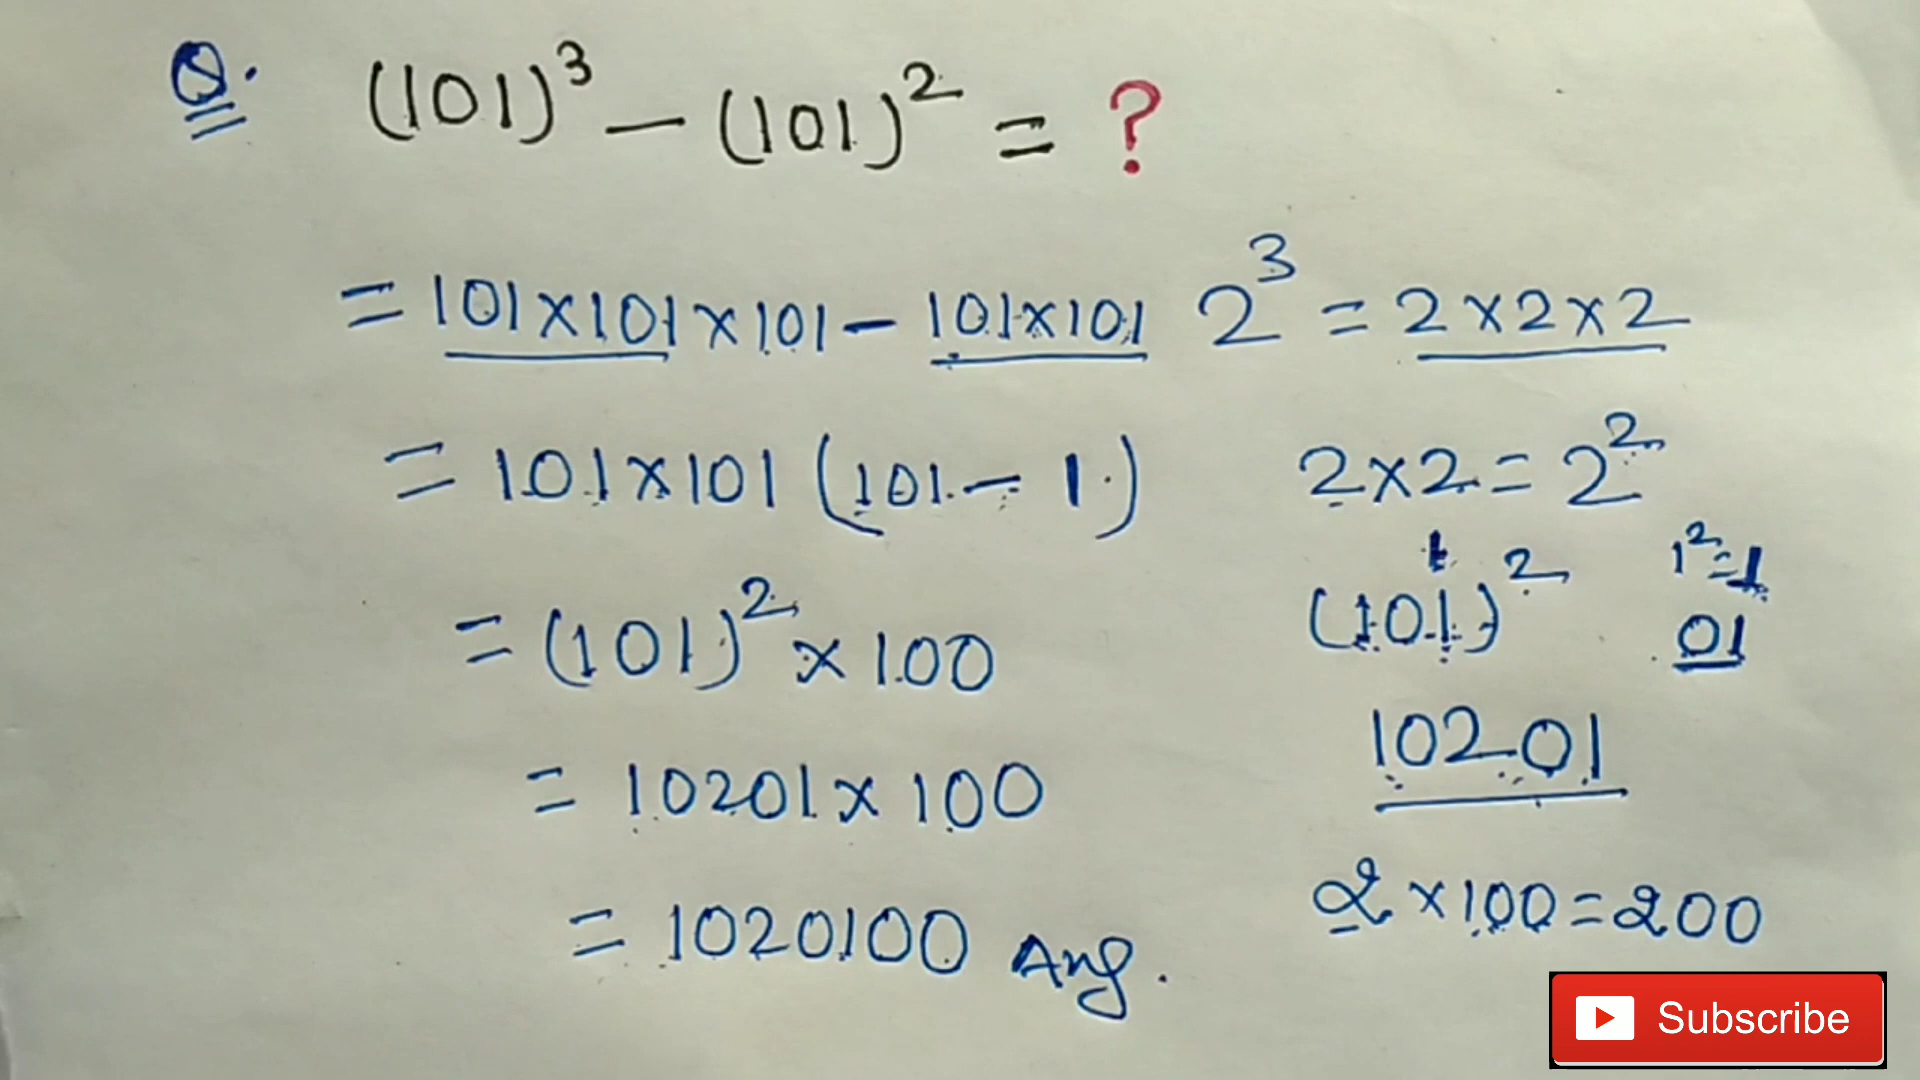 Q. (101)³ – (101)² = ?
= 101×101×101 – 101×101
= 101×101 (101 – 1)
= (101)² × 100
= 10201 × 100
= 1020100 Ans.
2³ = 2×2×2
2×2 = 2²
1
(101)²
1² = 1
01
10201
2 × 100 = 200
Subscribe